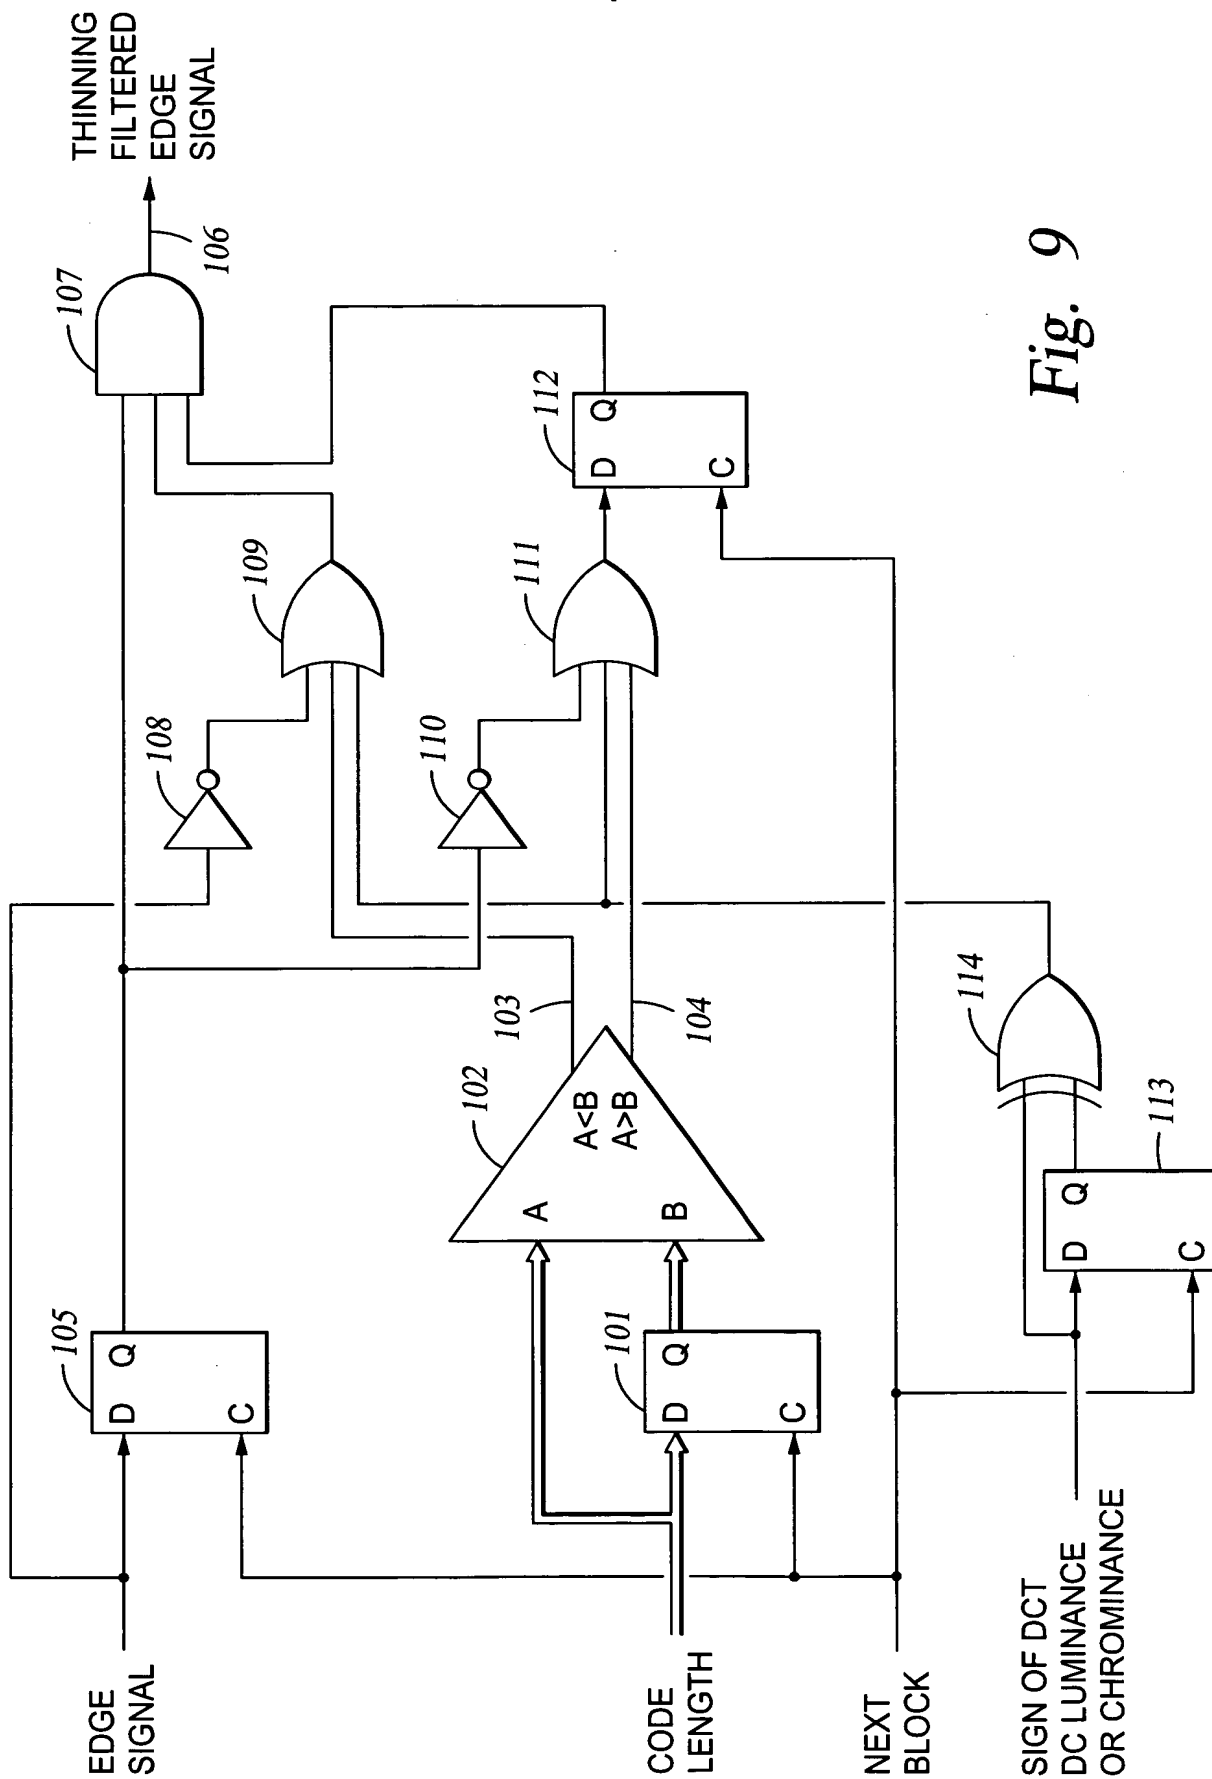 EDGE
SIGNAL
CODE
LENGTH
NEXT
BLOCK
SIGN OF DCT
DC LUMINANCE
OR CHROMINANCE
105
D Q
C
101
D Q
C
102
A
B
A<B
A>B
103
104
113
D Q
C
114
108
110
109
111
112
D Q
C
107
106
THINNING
FILTERED
EDGE
SIGNAL
Fig. 9